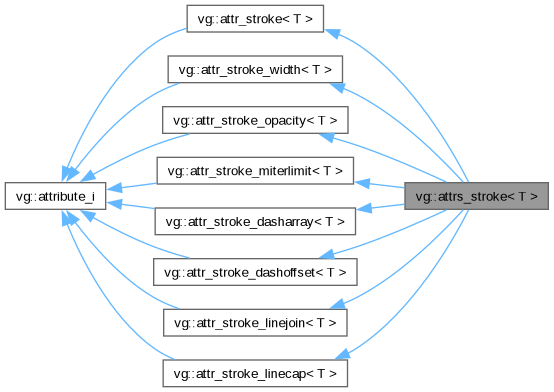 vg::attr_stroke< T >
vg::attr_stroke_width< T >
vg::attr_stroke_opacity< T >
vg::attr_stroke_miterlimit< T >
vg::attribute_i
vg::attrs_stroke< T >
vg::attr_stroke_dasharray< T >
vg::attr_stroke_dashoffset< T >
vg::attr_stroke_linejoin< T >
vg::attr_stroke_linecap< T >